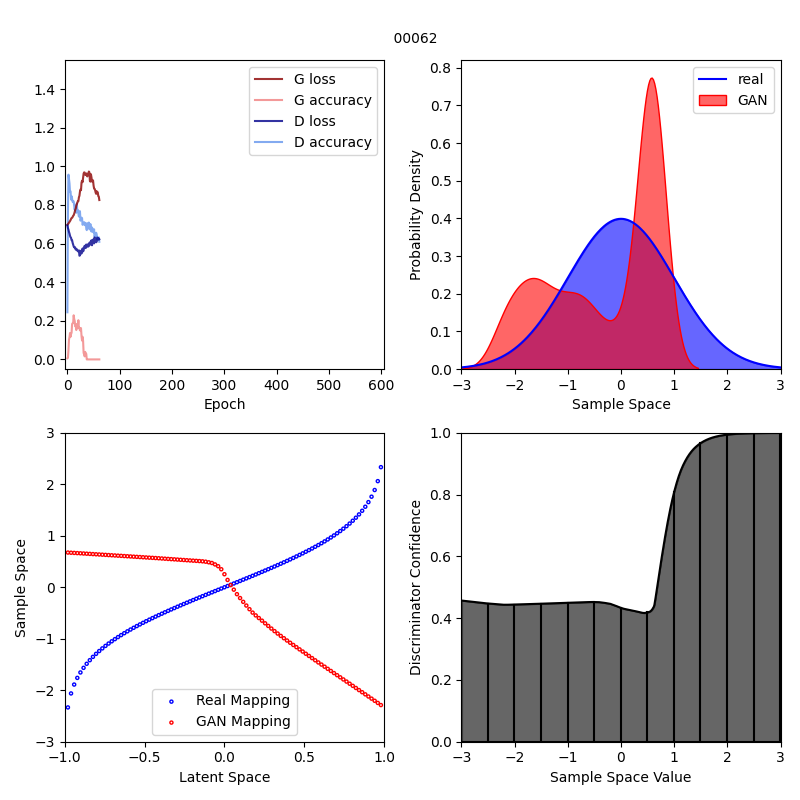 00062
G loss
G accuracy
D loss
D accuracy
1.4
1.2
1.0
0.8
0.6
0.4
0.2
0.0
0 100 200 300 400 500 600
Epoch
real
GAN
Probability Density
0.8
0.7
0.6
0.5
0.4
0.3
0.2
0.1
0.0
−3 −2 −1 0 1 2 3
Sample Space
Sample Space
3
2
1
0
−1
−2
−3
Real Mapping
GAN Mapping
−1.0 −0.5 0.0 0.5 1.0
Latent Space
Discriminator Confidence
1.0
0.8
0.6
0.4
0.2
0.0
−3 −2 −1 0 1 2 3
Sample Space Value